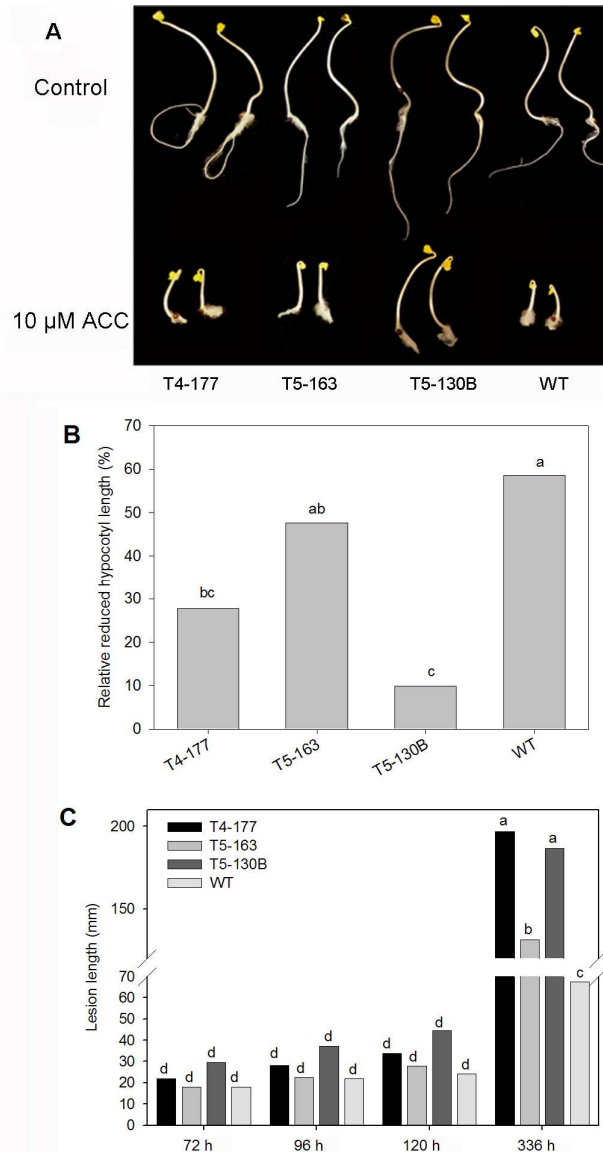 A
Control
10 µM ACC
T4-177 T5-163 T5-130B WT
B
Relative reduced hypocotyl length (%)
70
60
50
40
30
20
10
0
bc
ab
c
a
T4-177 T5-163 T5-130B WT
C
Lesion length (mm)
T4-177
T5-163
T5-130B
WT
200
150
70
60
50
40
30
20
10
0
d d d d
d d d d
d d d d
a b a c
72 h 96 h 120 h 336 h